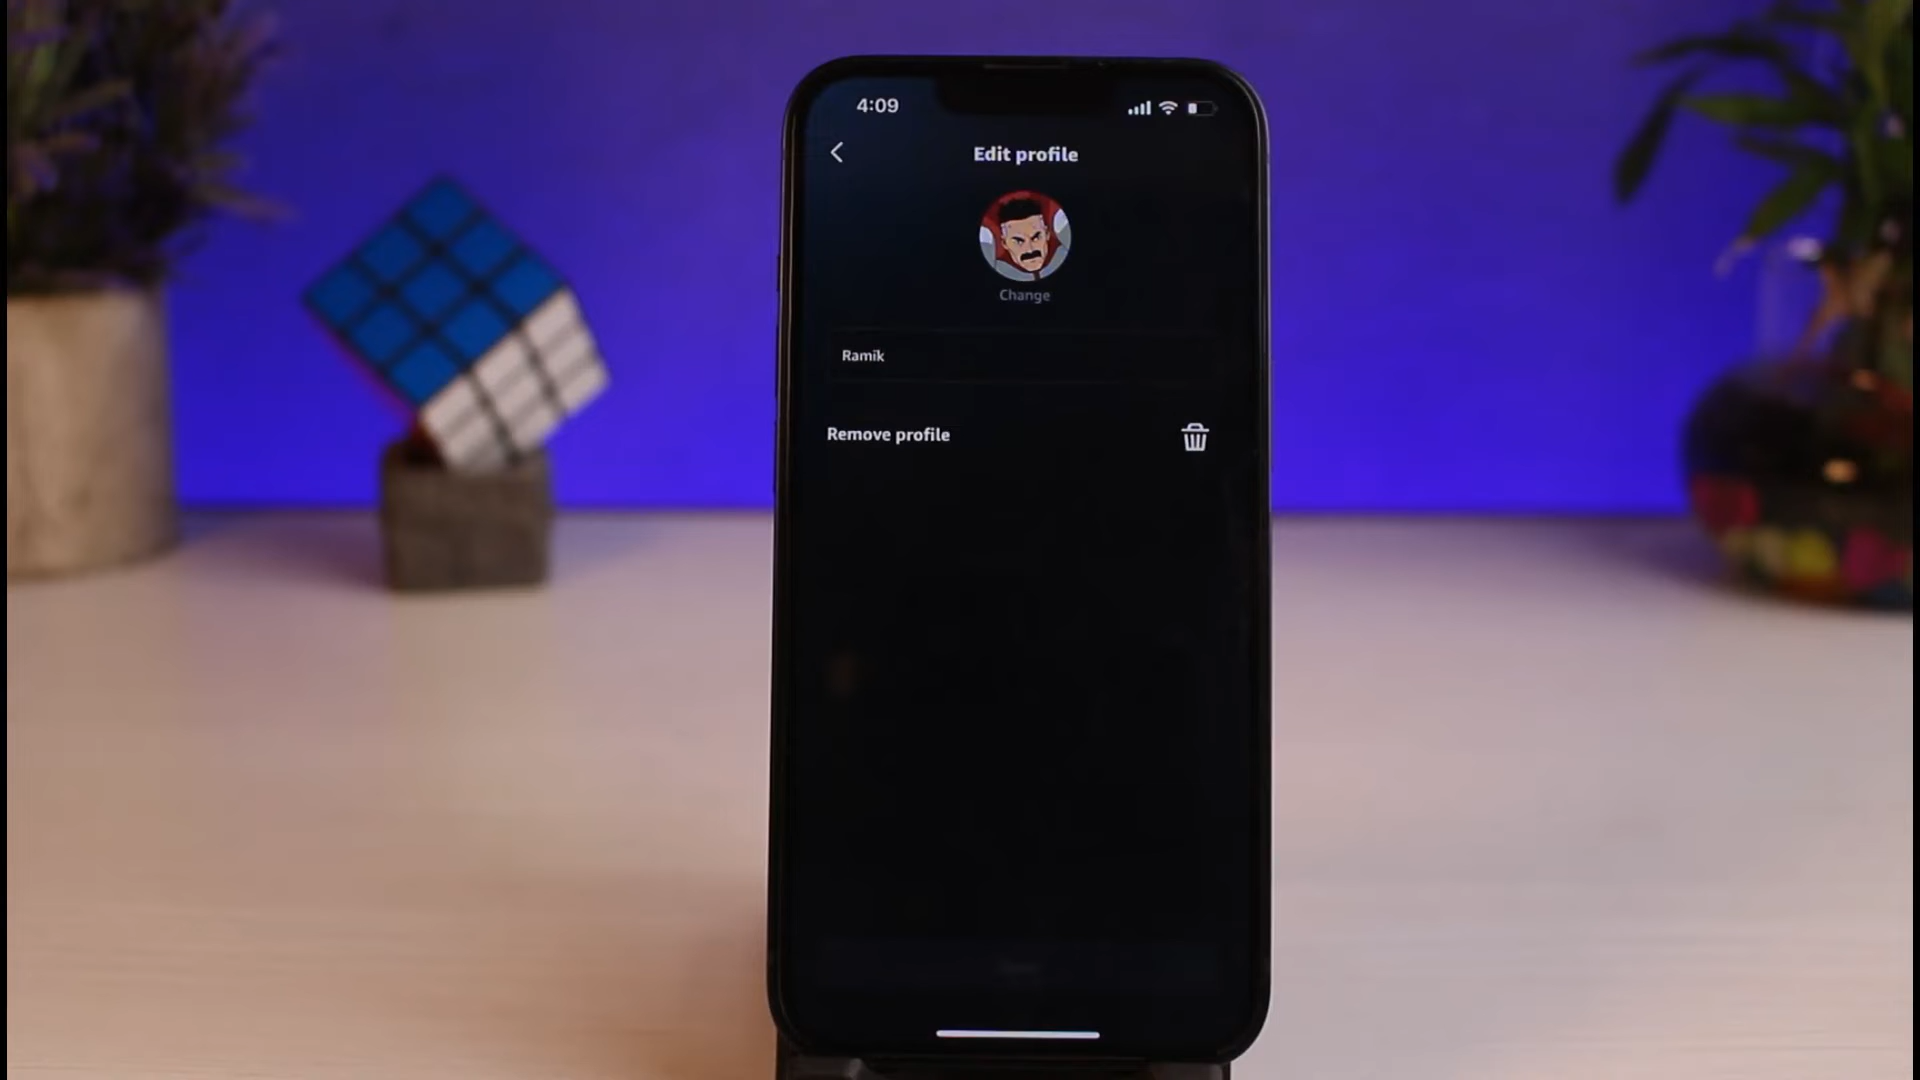 4:09
Edit profile
Change
Ramik
Remove profile